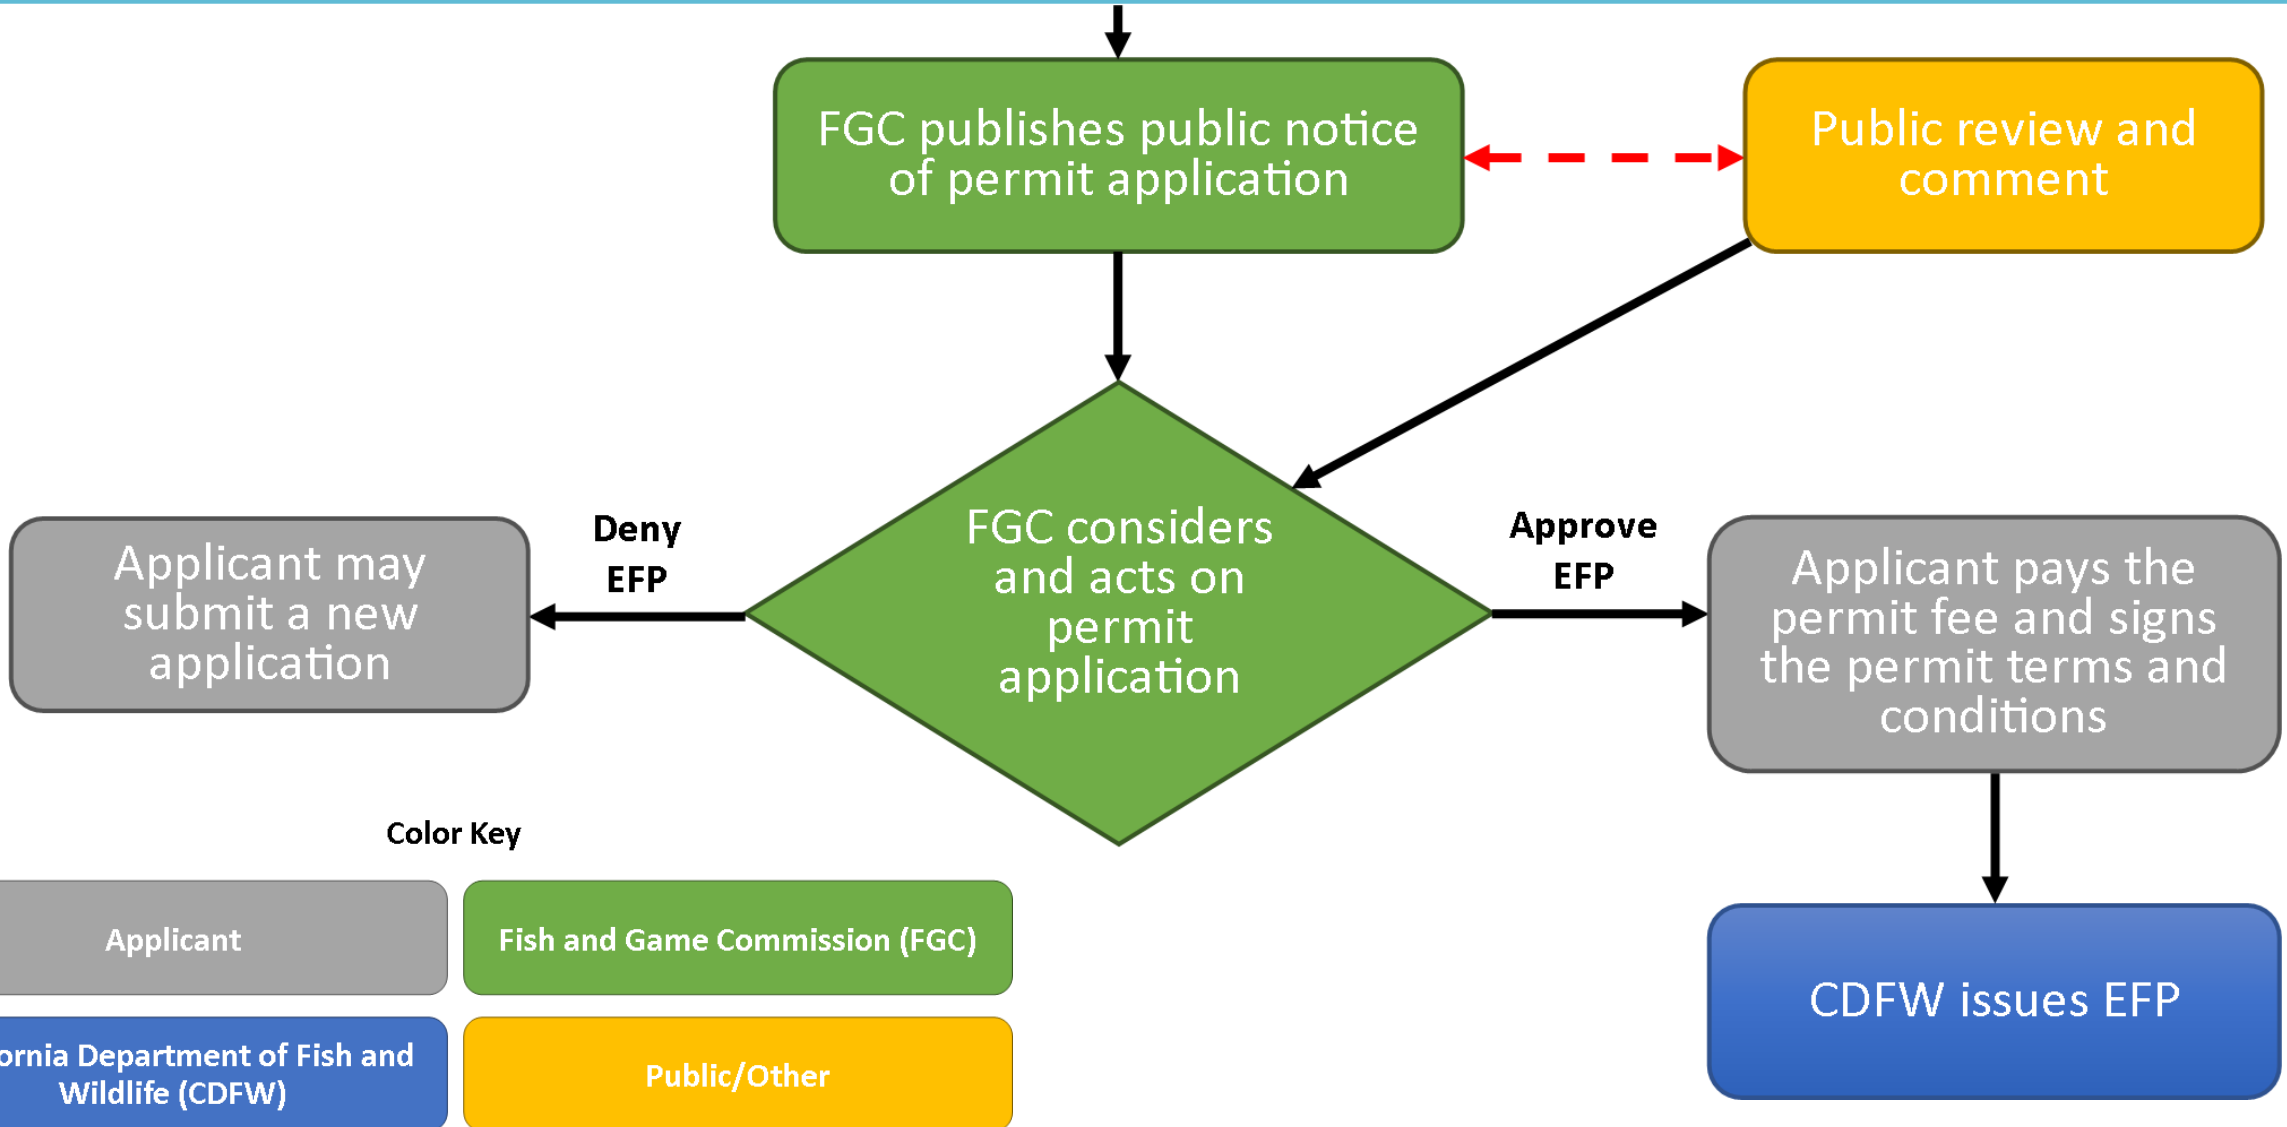 FGC publishes public notice
of permit application
Public review and
comment
Deny
EFP
Approve
EFP
Applicant may
submit a new
application
FGC considers
and acts on
permit
application
Applicant pays the
permit fee and signs
the permit terms and
conditions
Color Key
Applicant
Fish and Game Commission (FGC)
CDFW issues EFP
ornia Department of Fish and
Wildlife (CDFW)
Public/Other